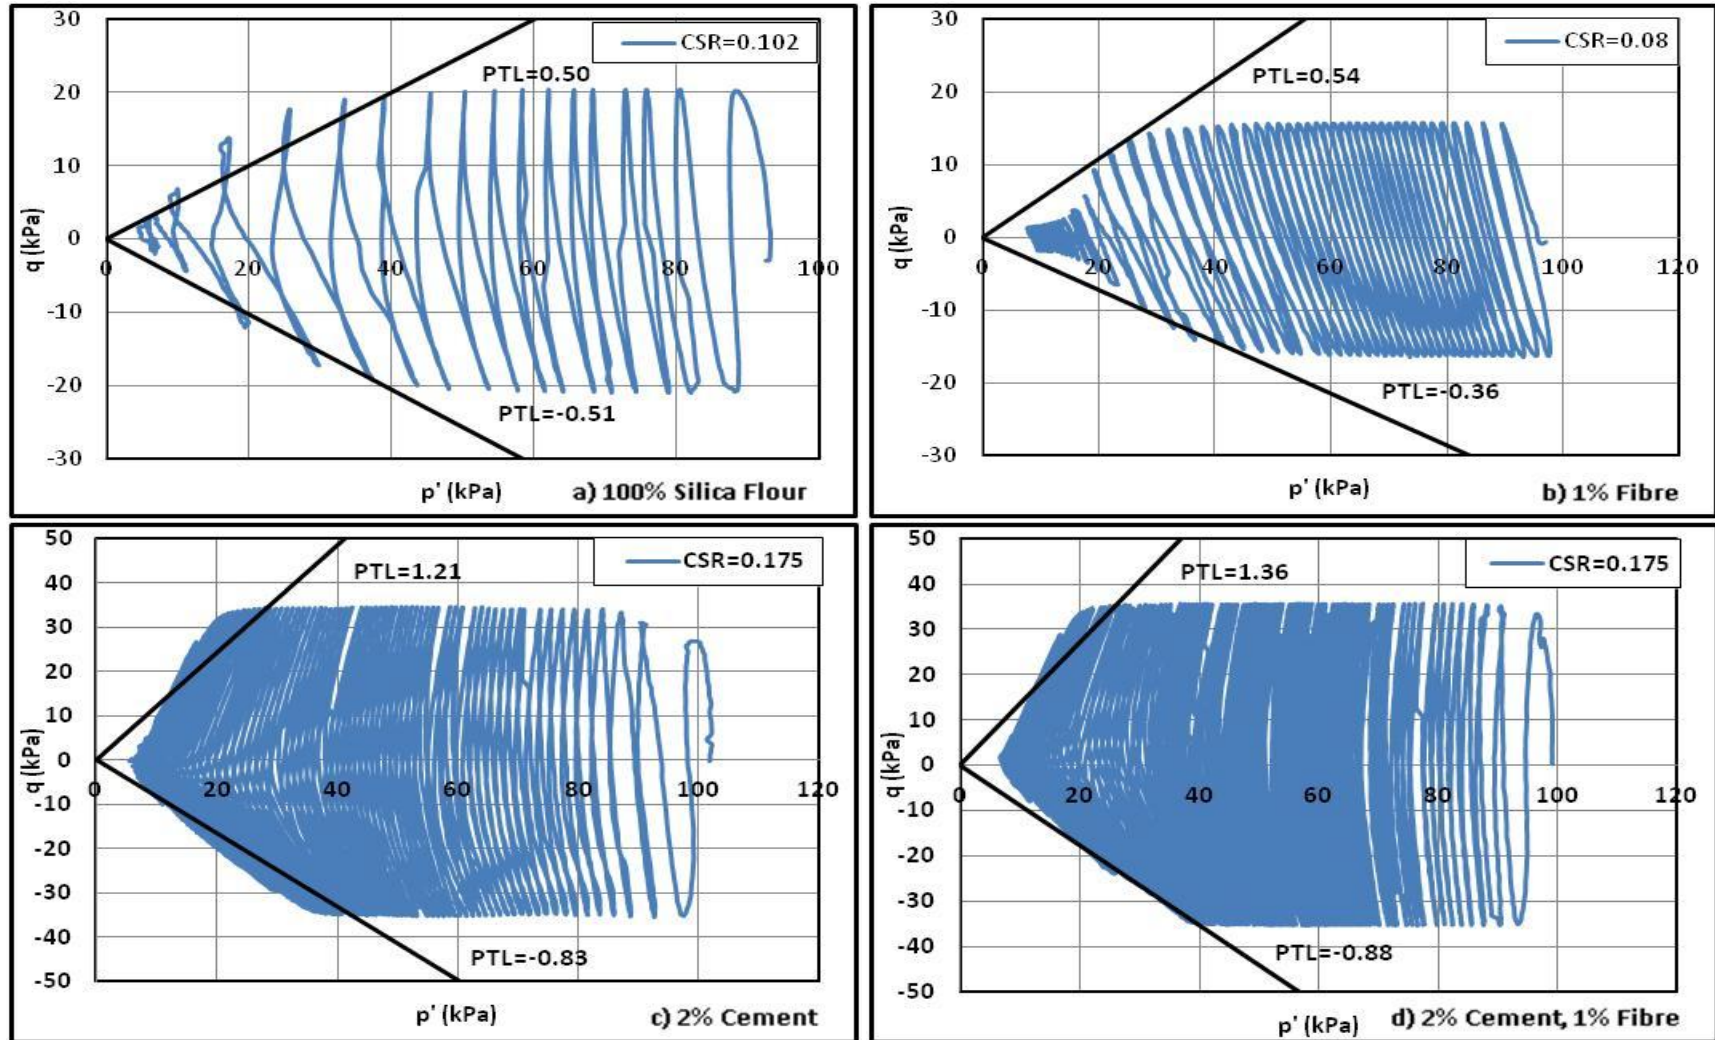 30
CSR=0.102
PTL=0.50
20
10
q (kPa)
0
0
20
40
60
80
100
-10
-20
PTL=-0.51
-30
p' (kPa)
a) 100% Silica Flour
30
CSR=0.08
PTL=0.54
20
10
q (kPa)
0
0
20
40
60
80
100
120
-10
-20
PTL=-0.36
-30
p' (kPa)
b) 1% Fibre
50
CSR=0.175
PTL=1.21
40
30
20
10
q (kPa)
0
0
20
40
60
80
100
120
-10
-20
-30
-40
PTL=-0.83
-50
p' (kPa)
c) 2% Cement
50
CSR=0.175
PTL=1.36
40
30
20
10
q (kPa)
0
0
20
40
60
80
100
120
-10
-20
-30
-40
PTL=-0.88
-50
p' (kPa)
d) 2% Cement, 1% Fibre